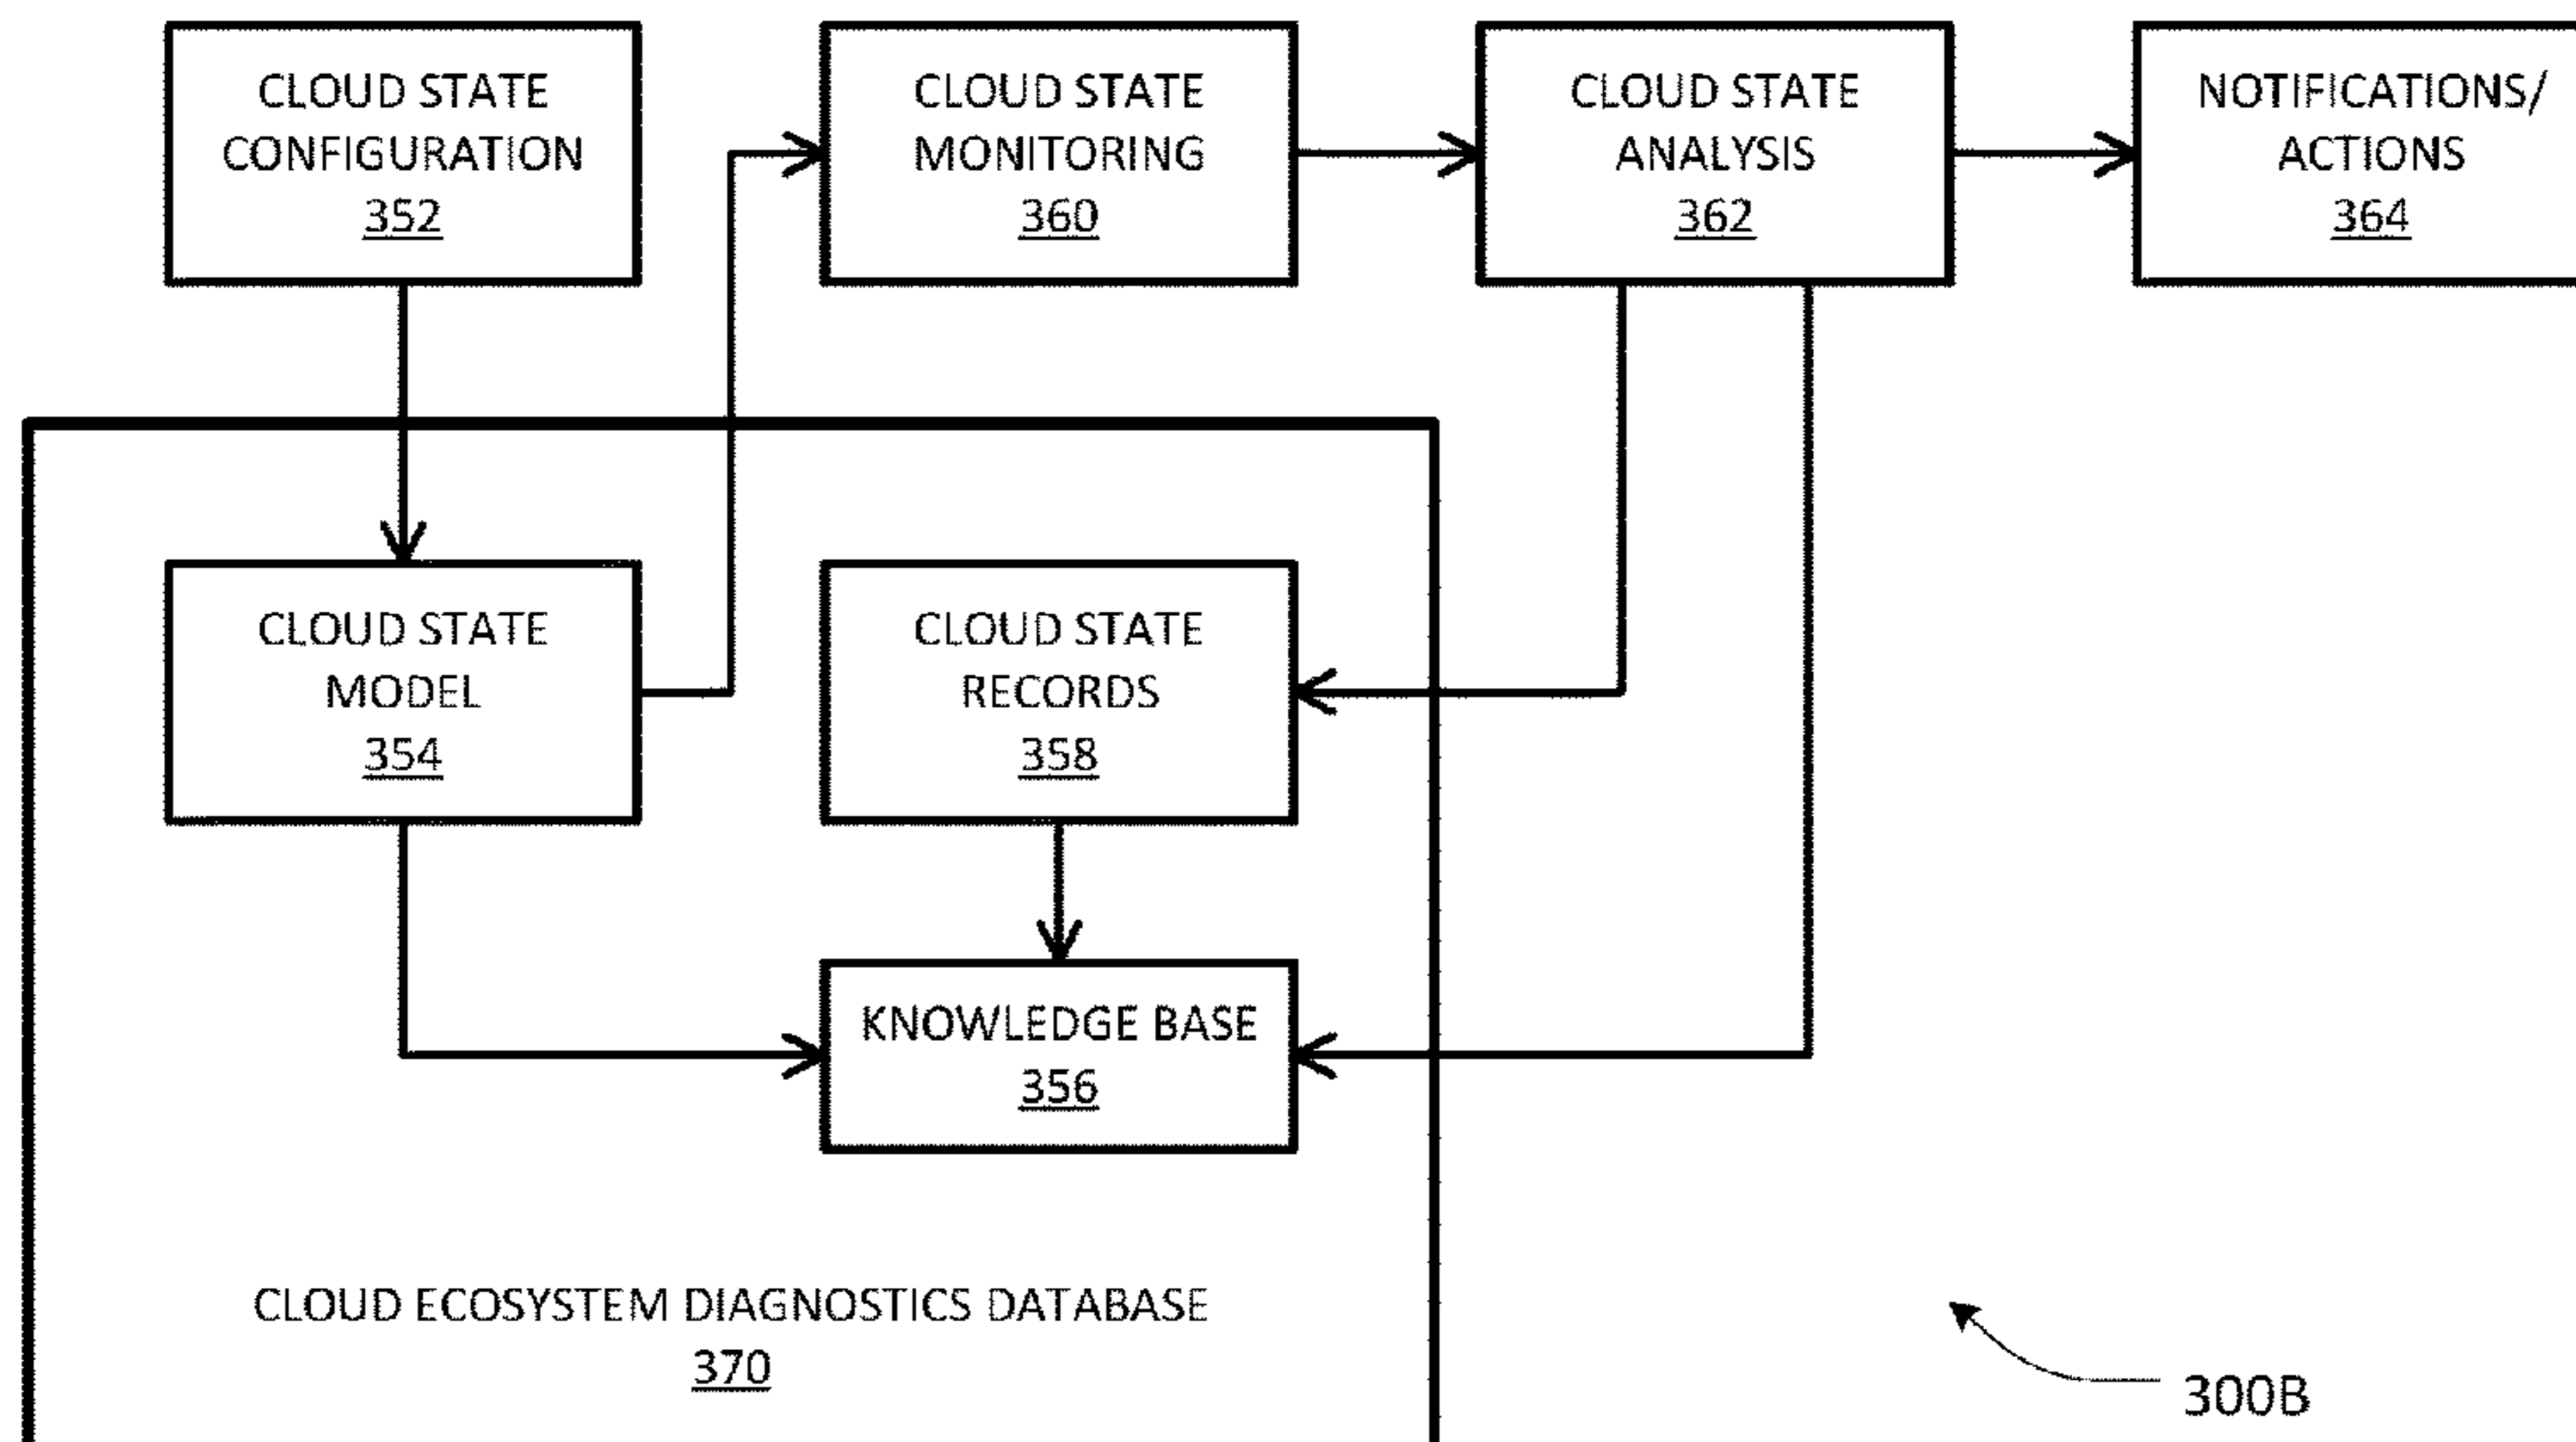 CLOUD STATE
CONFIGURATION
352
CLOUD STATE
MONITORING
360
CLOUD STATE
ANALYSIS
362
NOTIFICATIONS/
ACTIONS
364
CLOUD STATE
MODEL
354
CLOUD STATE
RECORDS
358
KNOWLEDGE BASE
356
CLOUD ECOSYSTEM DIAGNOSTICS DATABASE
370
300B